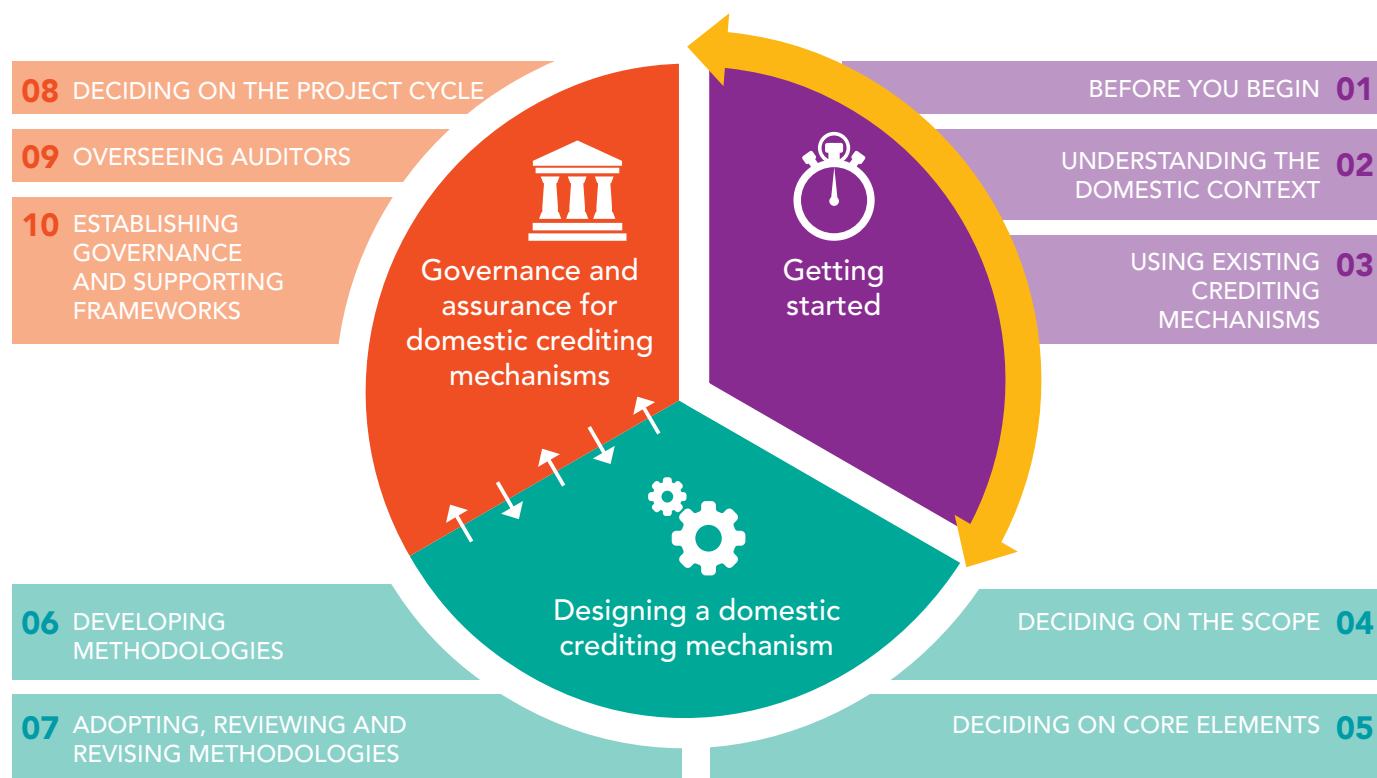 BEFORE YOU BEGIN 01
UNDERSTANDING THE 02
DOMESTIC CONTEXT
USING EXISTING 03
CREDITING
MECHANISMS
Getting
started
DECIDING ON THE SCOPE 04
DECIDING ON CORE ELEMENTS 05
Designing a domestic
crediting mechanism
06 DEVELOPING
METHODOLOGIES
07 ADOPTING, REVIEWING AND
REVISING METHODOLOGIES
08 DECIDING ON THE PROJECT CYCLE
09 OVERSEEING AUDITORS
10 ESTABLISHING
GOVERNANCE
AND SUPPORTING
FRAMEWORKS
Governance and
assurance for
domestic crediting
mechanisms